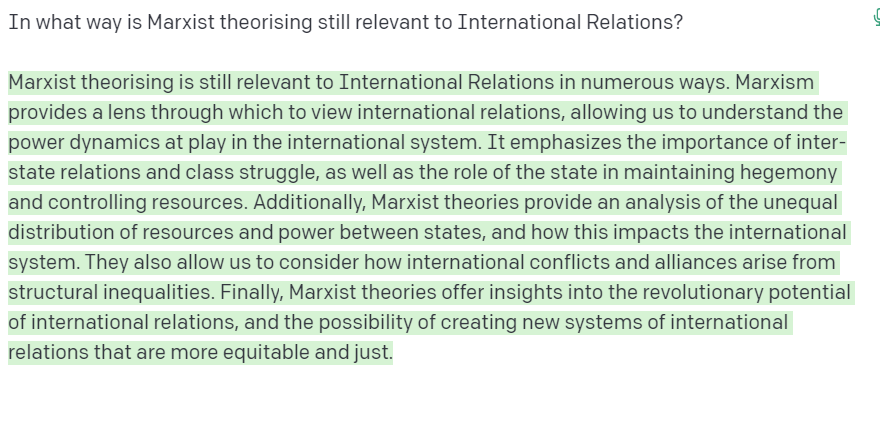 In what way is Marxist theorising still relevant to International Relations?
Marxist theorising is still relevant to International Relations in numerous ways. Marxism
provides a lens through which to view international relations, allowing us to understand the
power dynamics at play in the international system. It emphasizes the importance of inter-
state relations and class struggle, as well as the role of the state in maintaining hegemony
and controlling resources. Additionally, Marxist theories provide an analysis of the unequal
distribution of resources and power between states, and how this impacts the international
system. They also allow us to consider how international conflicts and alliances arise from
structural inequalities. Finally, Marxist theories offer insights into the revolutionary potential
of international relations, and the possibility of creating new systems of international
relations that are more equitable and just.